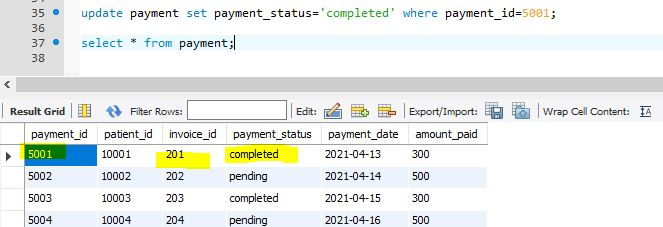 34
35 update payment set payment_status='completed' where payment_id=5001;
36
37 select * from payment;
38
Result Grid Filter Rows: Edit: Export/Import: Wrap Cell Content:
payment_id patient_id invoice_id payment_status payment_date amount_paid
5001 10001 201 completed 2021-04-13 300
5002 10002 202 pending 2021-04-14 500
5003 10003 203 completed 2021-04-15 300
5004 10004 204 pending 2021-04-16 500